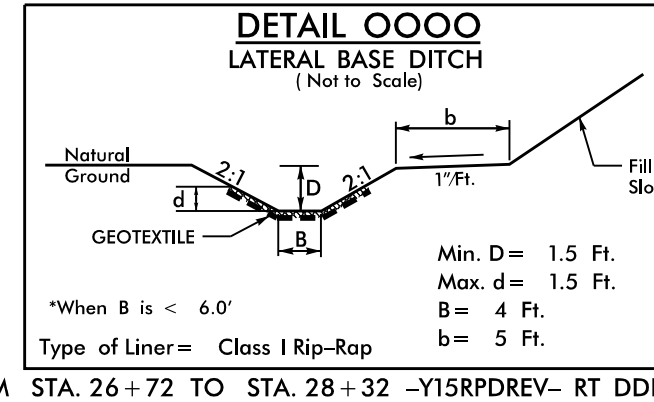 DETAIL OOOO
LATERAL BASE DITCH
( Not to Scale)
b
Natural
Ground
2:1
D
2:1
1"/Ft.
Fill
d
B
GEOTEXTILE
Min. D = 1.5 Ft.
Max. d = 1.5 Ft.
*When B is < 6.0'
B = 4 Ft.
b = 5 Ft.
Type of Liner = Class I Rip-Rap
STA. 26+72 TO STA. 28+32 -Y15RPDREV- RT